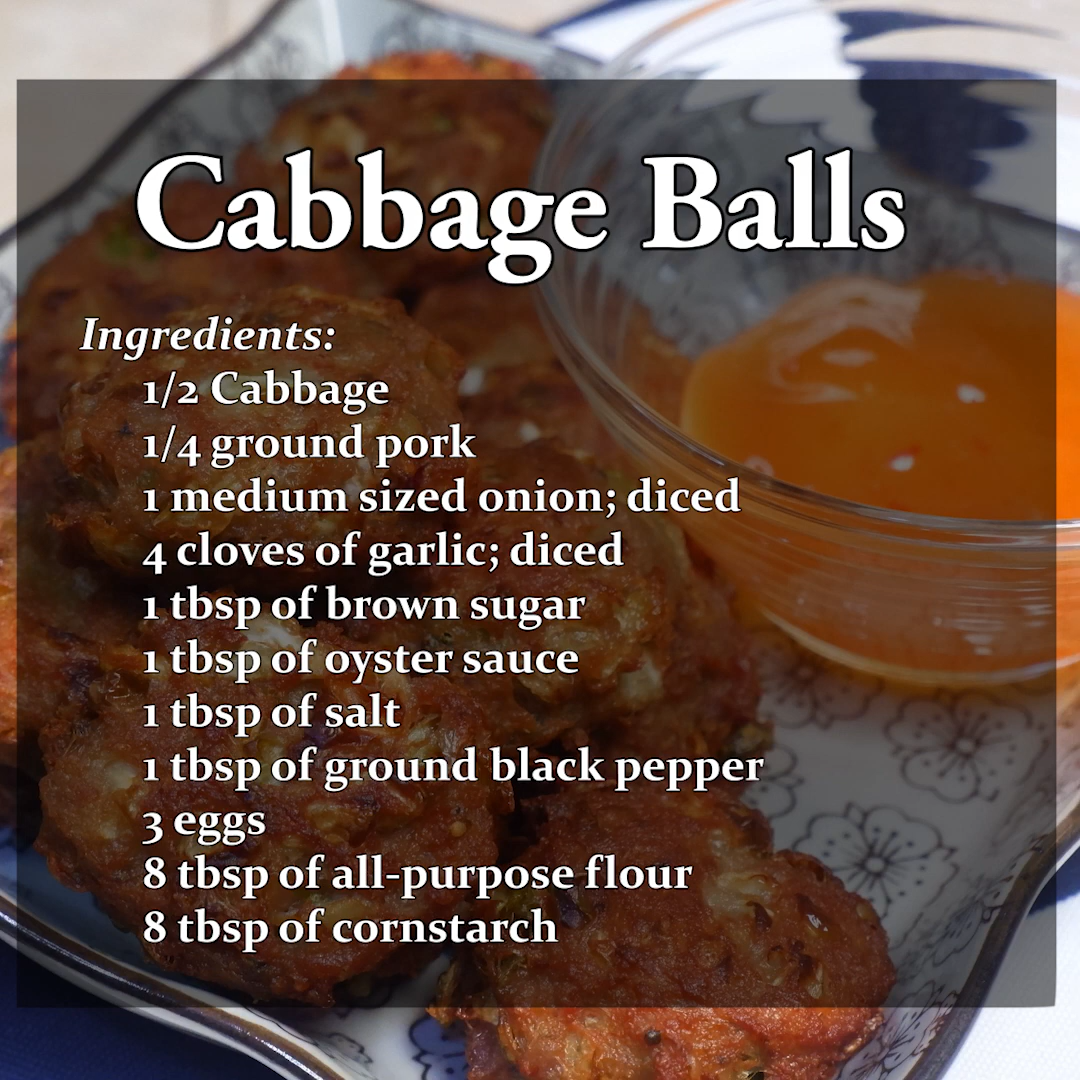 Cabbage Balls
Ingredients:
1/2 Cabbage
1/4 ground pork
1 medium sized onion; diced
4 cloves of garlic; diced
1 tbsp of brown sugar
1 tbsp of oyster sauce
1 tbsp of salt
1 tbsp of ground black pepper
3 eggs
8 tbsp of all-purpose flour
8 tbsp of cornstarch